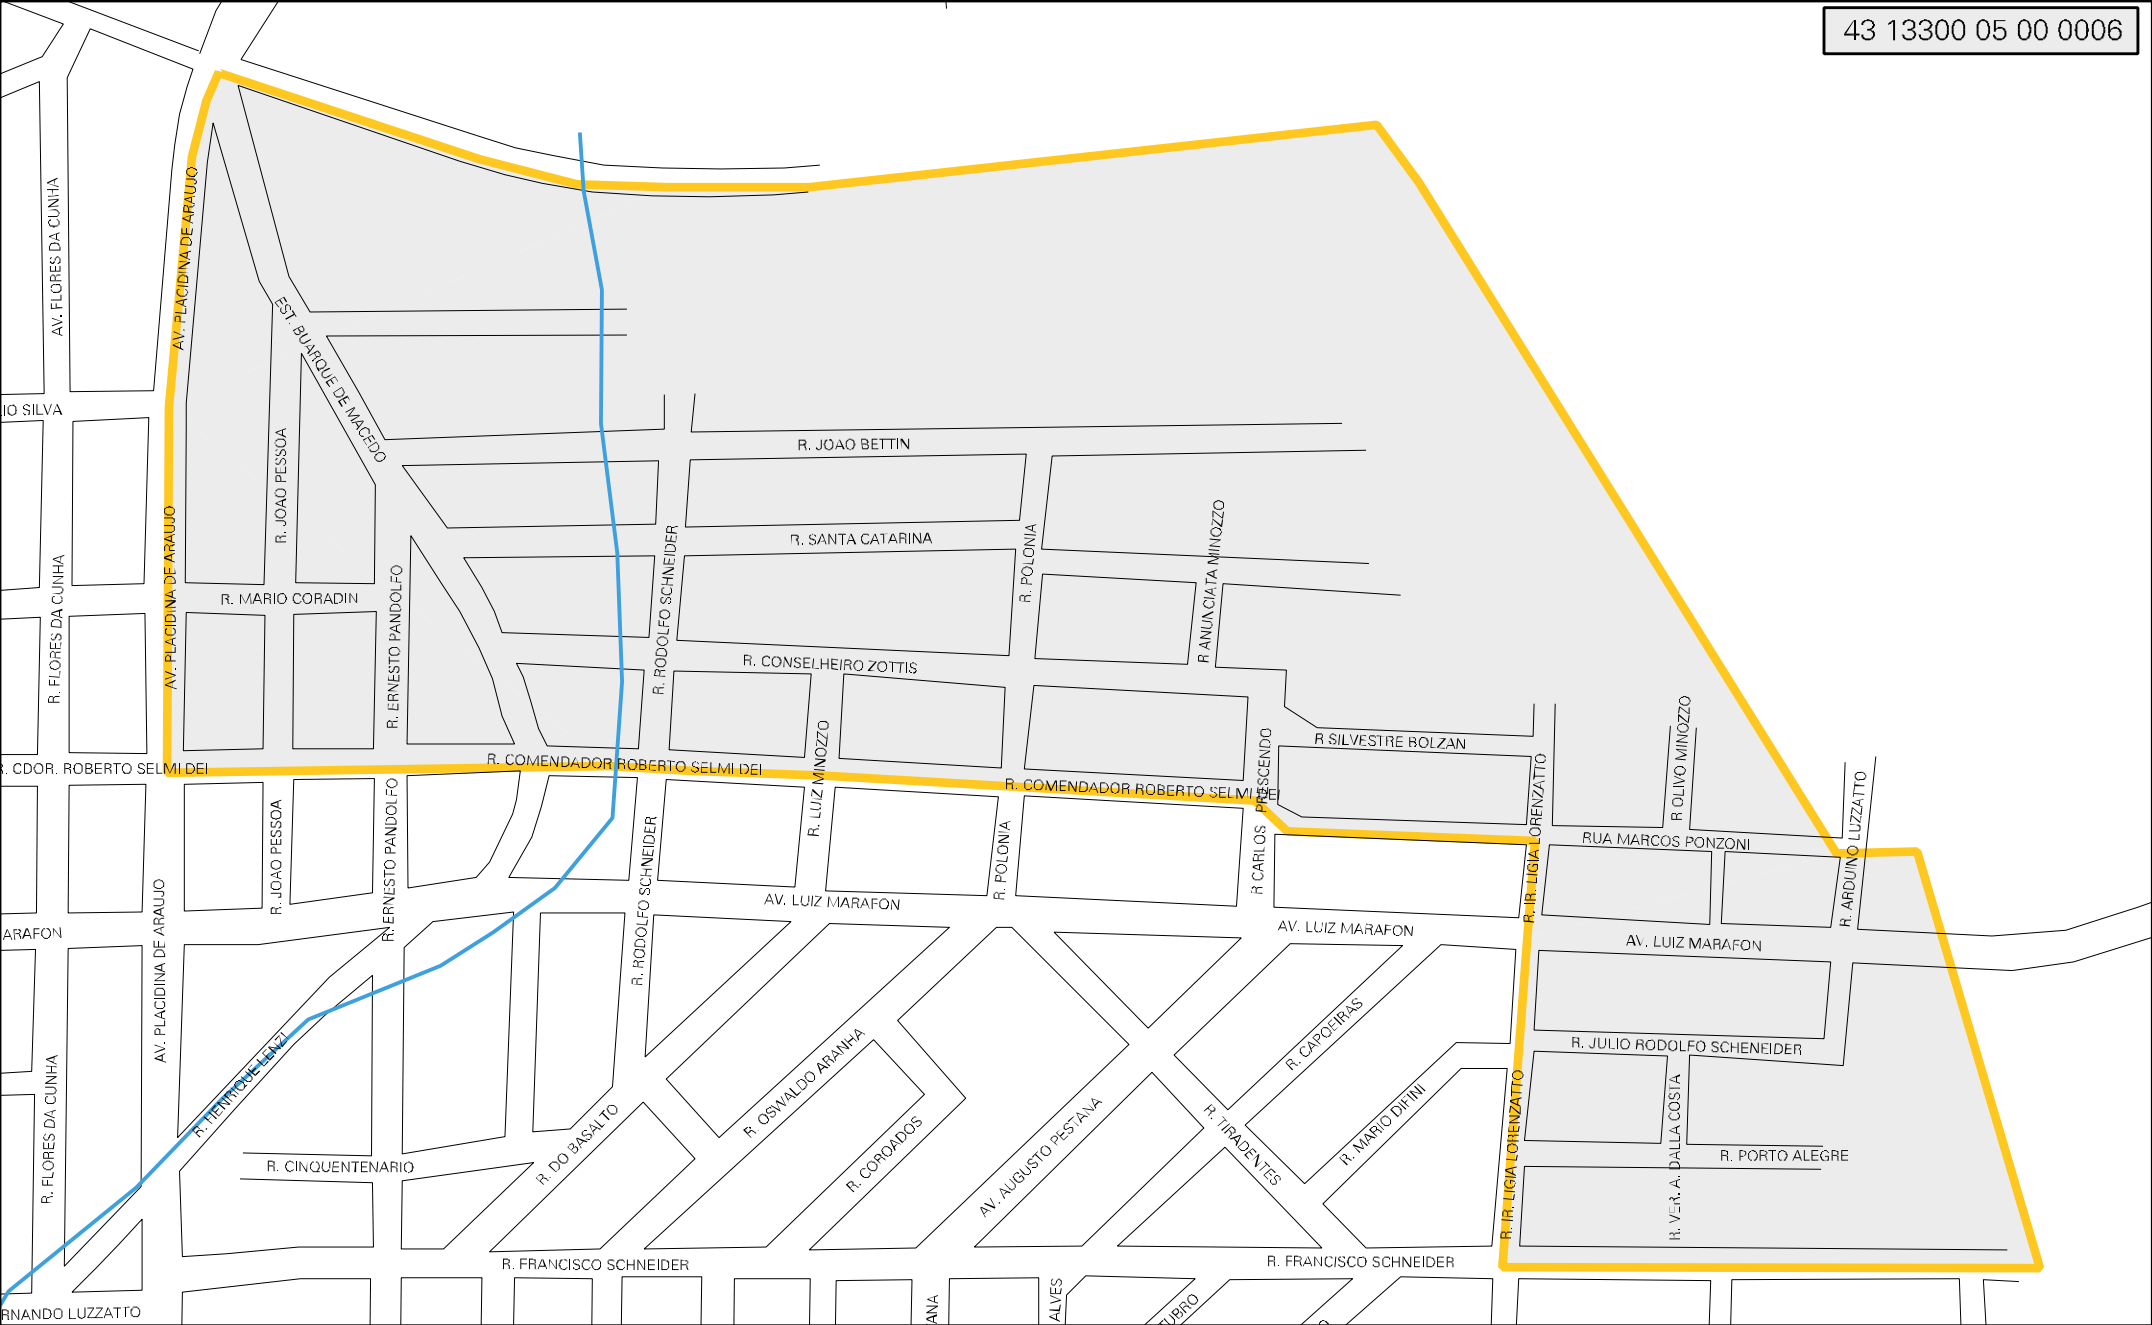 43 13300 05 00 0006
AV. FLORES DA CUNHA
AV. PLACIDINA DE ARAUJO
EST. BUARQUE DE MACEDO
IO SILVA
R. JOAO PESSOA
R. JOAO BETTIN
R. SANTA CATARINA
R. POLONIA
R ANUNCIATA MINOZZO
R. RODOLFO SCHNEIDER
AV. PLACIDINA DE ARAUJO
R. MARIO CORADIN
R. ERNESTO PANDOLFO
R. FLORES DA CUNHA
R. CONSELHEIRO ZOTTIS
R. LUIZ MINOZZO
R. CDOR. ROBERTO SELMI DEI
R. COMENDADOR ROBERTO SELMI DEI
R. COMENDADOR ROBERTO SELMI DEI
R CARLOS PRESCENDO
R SILVESTRE BOLZAN
R. IR. LIGIA LORENZATTO
R OLIVO MINOZZO
RUA MARCOS PONZONI
R. ARDUINO LUZZATTO
R. JOAO PESSOA
R. ERNESTO PANDOLFO
R. RODOLFO SCHNEIDER
R. POLONIA
AV. LUIZ MARAFON
AV. LUIZ MARAFON
AV. LUIZ MARAFON
ARAFON
AV. PLACIDINA DE ARAUJO
R. HENRIQUE LENZI
R. FLORES DA CUNHA
R. CINQUENTENARIO
R. DO BASALTO
R. OSWALDO ARANHA
R. COROADOS
AV. AUGUSTO PESTANA
R. TIRADENTES
R. CAPOEIRAS
R. MARIO DIFINI
R. IR. LIGIA LORENZATTO
R. JULIO RODOLFO SCHENEIDER
R. VER. A. DALLA COSTA
R. PORTO ALEGRE
R. FRANCISCO SCHNEIDER
R. FRANCISCO SCHNEIDER
RNANDO LUZZATTO
ANA
ALVES
TUBRO